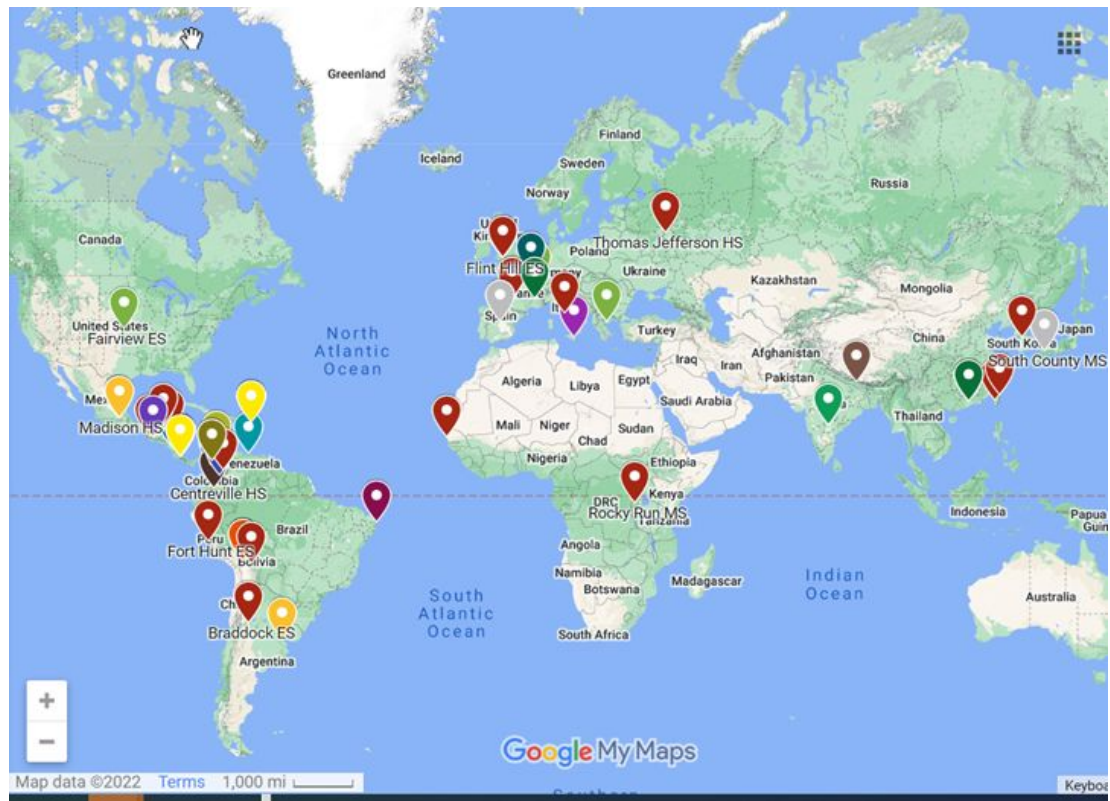 Greenland
Iceland
Finland
Sweden
Norway
Russia
Canada
Thomas Jefferson HS
Poland
Flint Hill ES
Ukraine
Kazakhstan
Mongolia
United States
Fairview ES
North
Atlantic
Ocean
Spain
Turkey
China
Japan
South Korea
South County MS
Iraq
Iran
Afghanistan
Pakistan
Algeria
Libya
Egypt
Saudi Arabia
Thailand
Madison HS
Mali
Niger
Sudan
Chad
Venezuela
Nigeria
Ethiopia
Colombia
Centreville HS
DRC
Kenya
Rocky Run MS
Tanzania
Indonesia
Papua
Brazil
Peru
Fort Hunt ES
Bolivia
Angola
Namibia
Botswana
Madagascar
Indian
Ocean
South
Atlantic
Ocean
Australia
Braddock ES
South Africa
Argentina
+
−
Google My Maps
Map data ©2022 Terms 1,000 mi